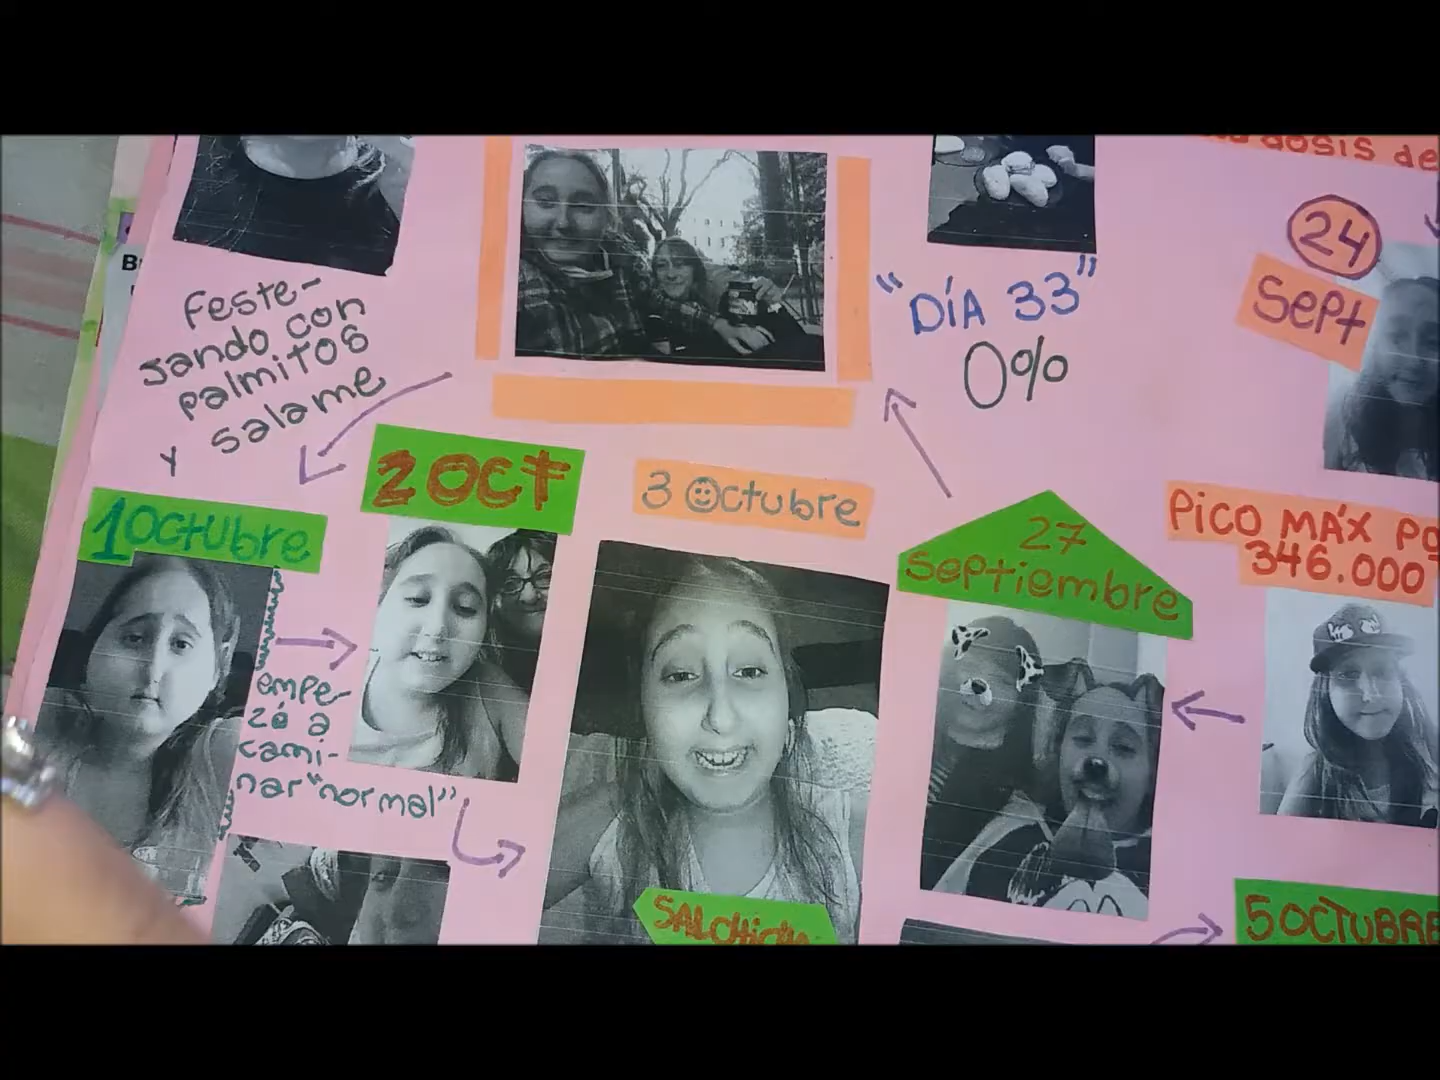 dosis de
24
Sept
"DÍA 33"
0%
Feste-
jando con
palmitos
y salame
1 Octubre
2 OCT
3 Octubre
27
Septiembre
PICO MÁX PO
346.000
empe-
zó a
cami-
nar "normal"
SALCHICH
5 OCTUBRE